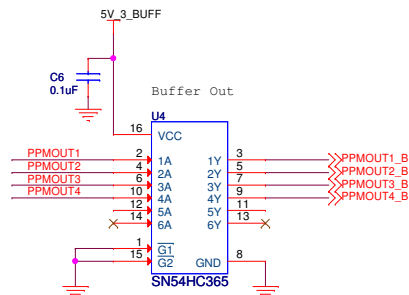 5V_3_BUFF
C6
0.1uF
Buffer Out
U4
16 VCC
PPMOUT1 2 1A 1Y 3 PPMOUT1_B
PPMOUT2 4 2A 2Y 5 PPMOUT2_B
PPMOUT3 6 3A 3Y 7 PPMOUT3_B
PPMOUT4 10 4A 4Y 9 PPMOUT4_B
12 5A 5Y 11
14 6A 6Y 13
1 G1
15 G2 GND 8
SN54HC365